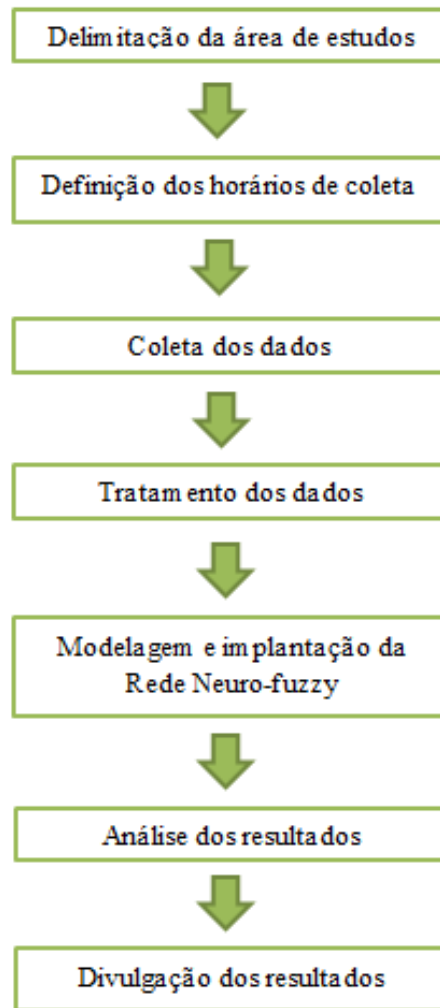 Delimitação da área de estudos
Definição dos horários de coleta
Coleta dos dados
Tratamento dos dados
Modelagem e implantação da
Rede Neuro-fuzzy
Análise dos resultados
Divulgação dos resultados